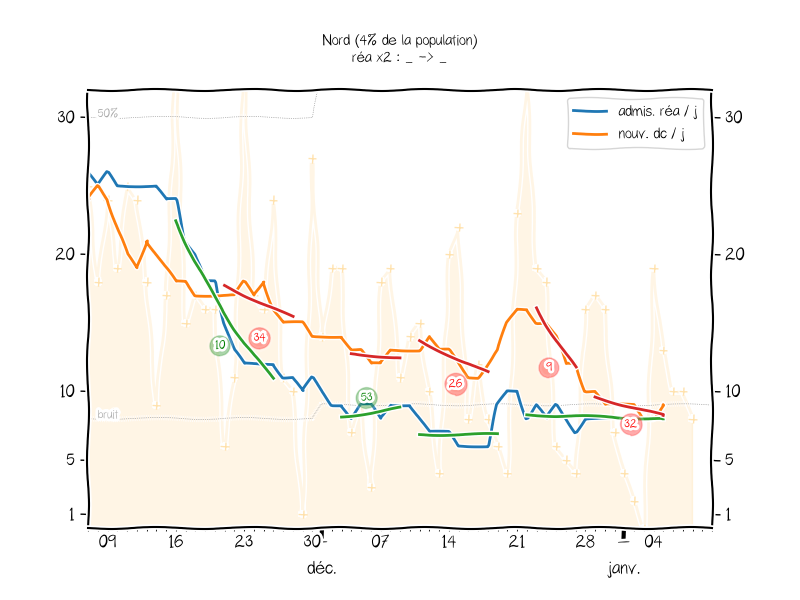 Nord (4% de la population)
réa x2 : _ -> _
50%
admis. réa / j
nouv. dc / j
30
30
20
20
10
34
9
26
53
10
10
bruit
32
5
5
1
1
09 16 23 30 07 14 21 28 04
déc. janv.